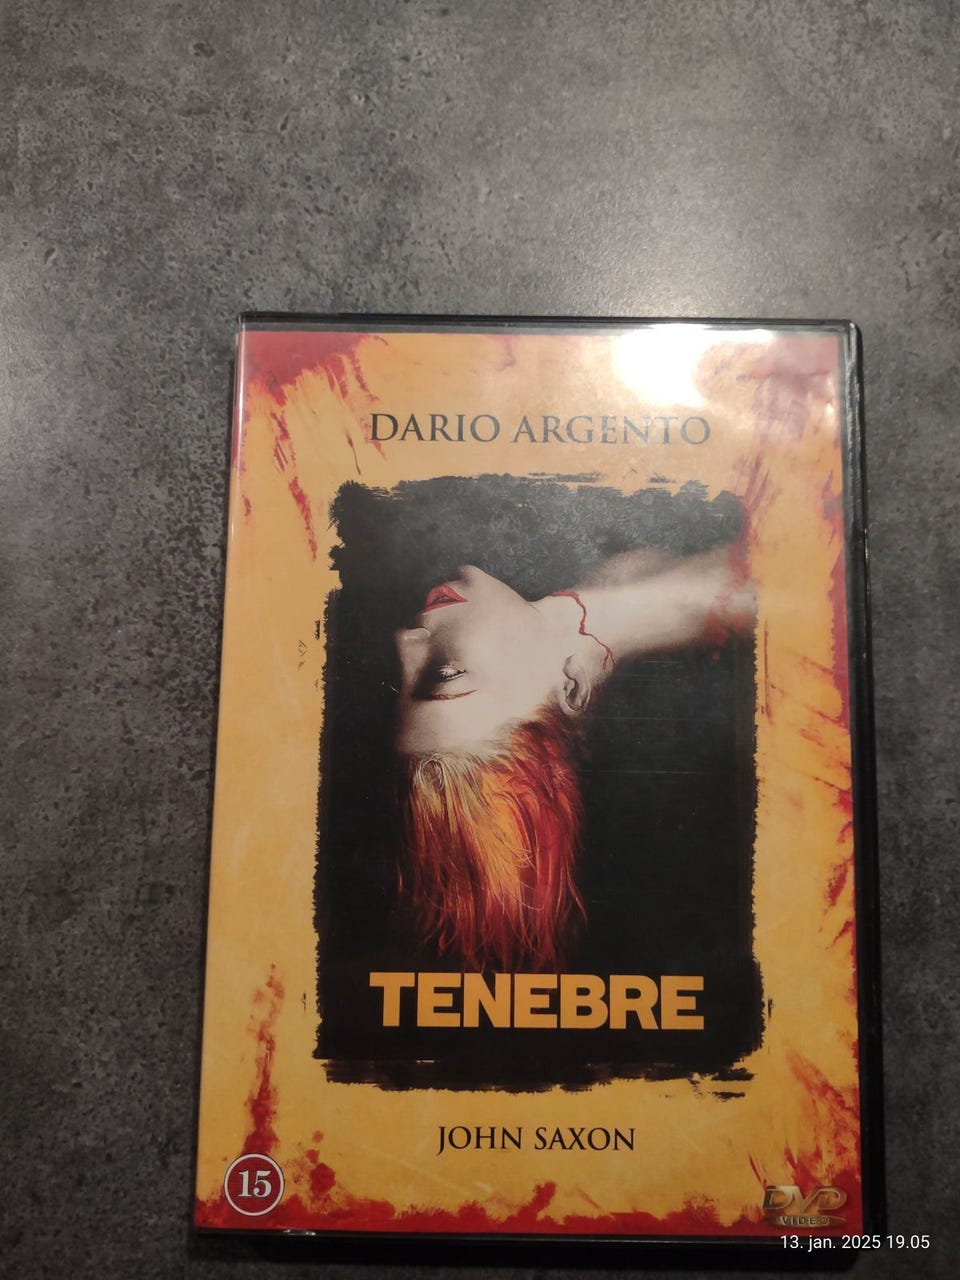 DARIO ARGENTO
TENEBRE
JOHN SAXON
15
DVD
VIDEO
13. jan. 2025 19.05